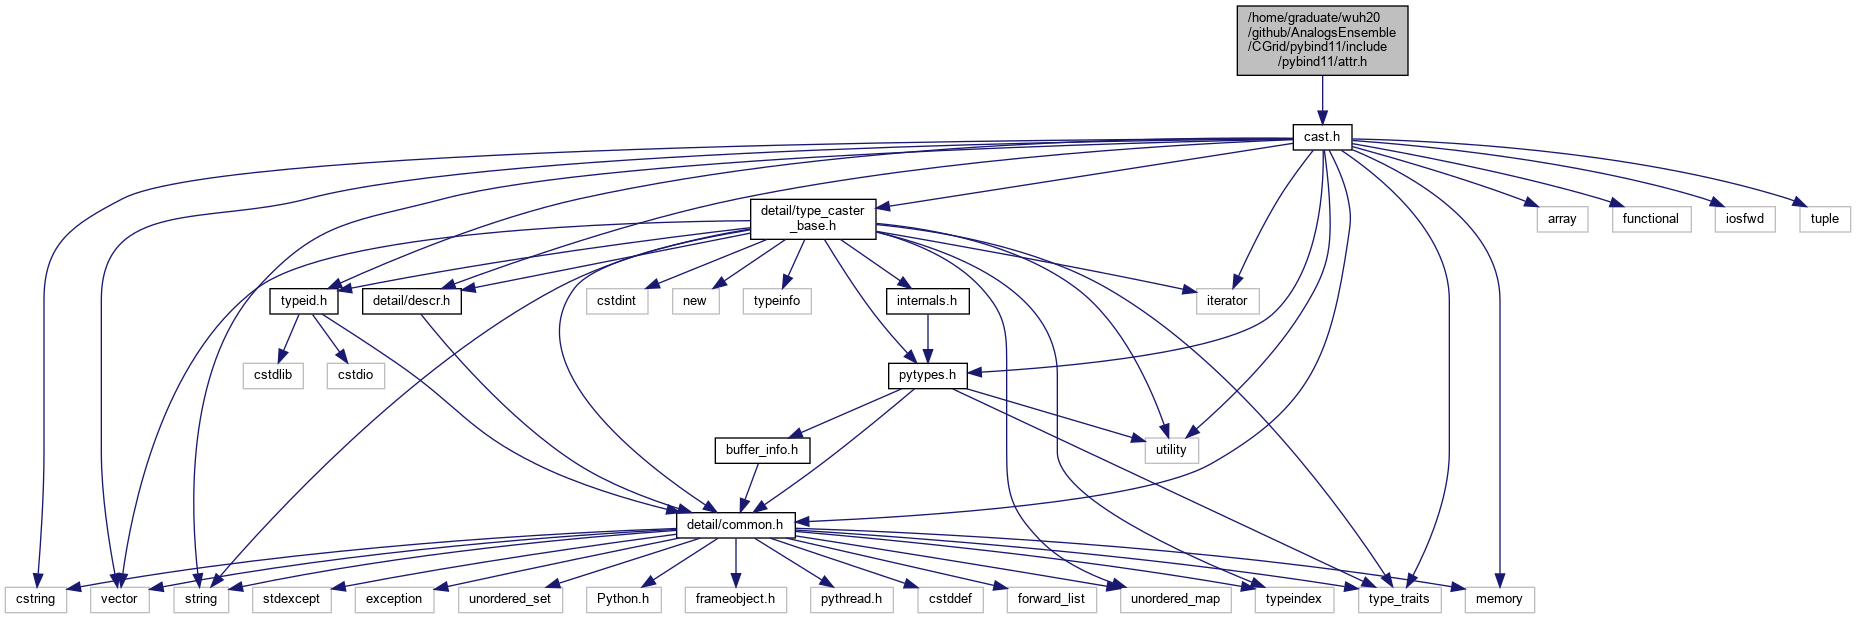 /home/graduate/wuh20
/github/AnalogsEnsemble
/CGrid/pybind11/include
/pybind11/attr.h
cast.h
detail/type_caster
_base.h
array
functional
iosfwd
tuple
typeid.h
detail/descr.h
cstdint
new
typeinfo
internals.h
iterator
cstdlib
cstdio
pytypes.h
buffer_info.h
utility
detail/common.h
cstring
vector
string
stdexcept
exception
unordered_set
Python.h
frameobject.h
pythread.h
cstddef
forward_list
unordered_map
typeindex
type_traits
memory